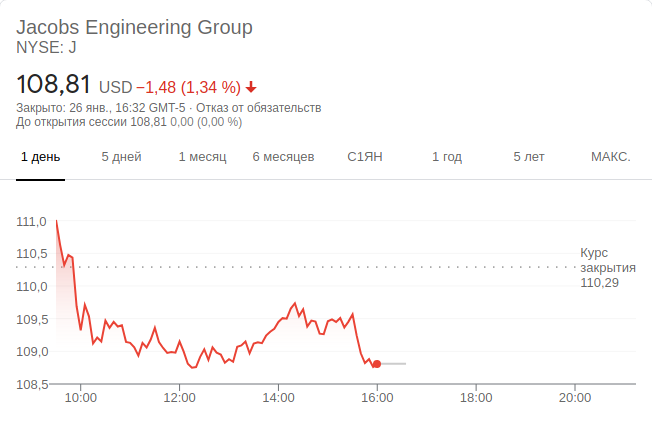 Jacobs Engineering Group
NYSE: J
108,81 USD −1,48 (1,34 %)
Закрыто: 26 янв., 16:32 GMT-5 · Отказ от обязательств
До открытия сессии 108,81 0,00 (0,00 %)
1 день 5 дней 1 месяц 6 месяцев С1ЯН 1 год 5 лет МАКС.
111,0
110,5
110,0
109,5
109,0
108,5
Курс
закрытия
110,29
10:00 12:00 14:00 16:00 18:00 20:00